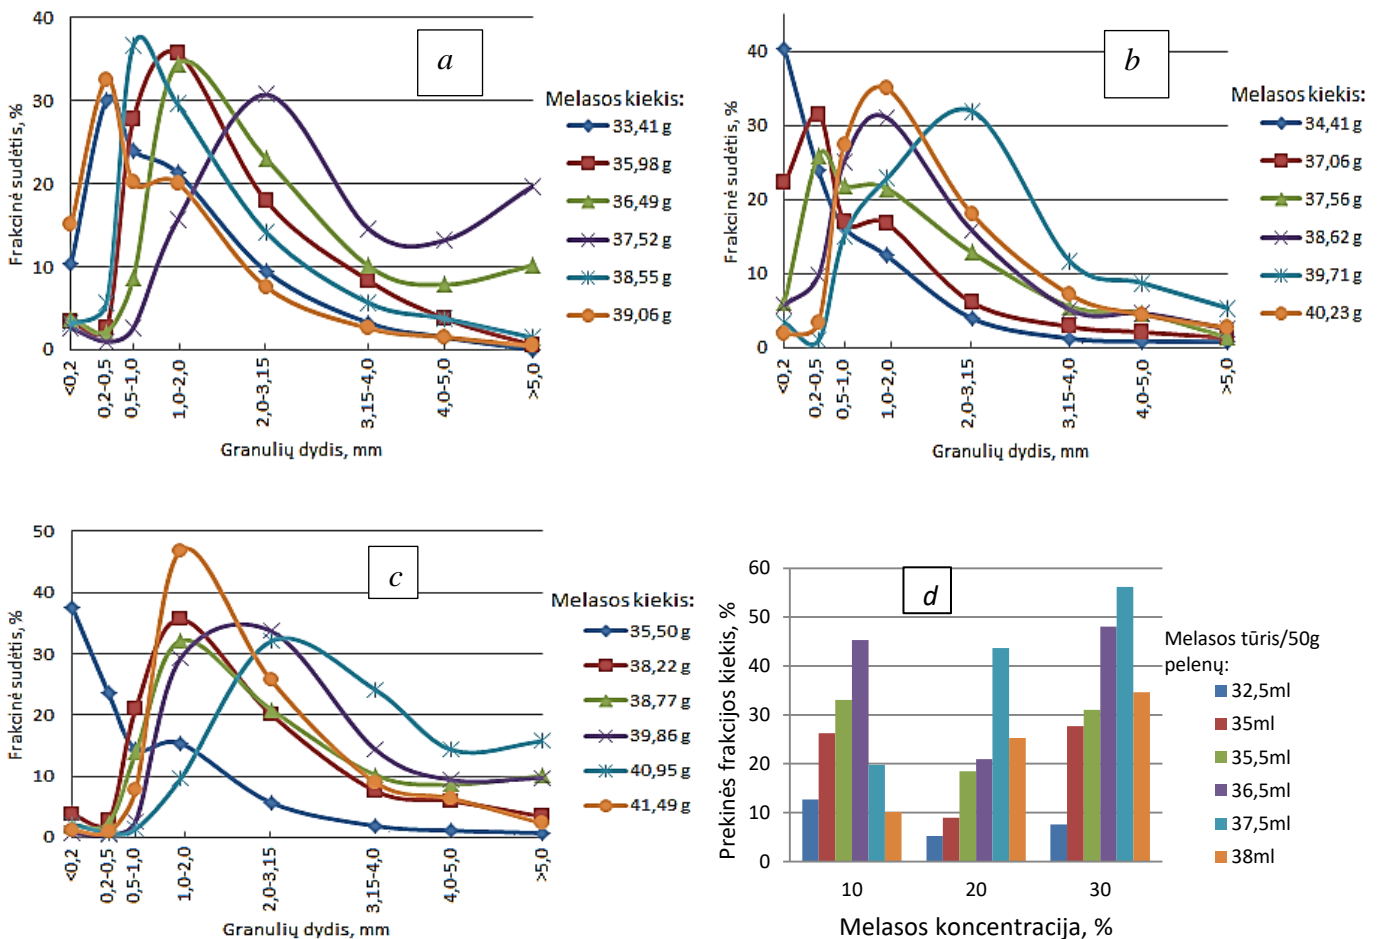 a
Frakcinė sudėtis, %
40
30
20
10
0
<0,2
0,2-0,5
0,5-1,0
1,0-2,0
2,0-3,15
3,15-4,0
4,0-5,0
>5,0
Granulių dydis, mm
Melasos kiekis:
33,41 g
35,98 g
36,49 g
37,52 g
38,55 g
39,06 g
b
Frakcinė sudėtis, %
40
30
20
10
0
<0,2
0,2-0,5
0,5-1,0
1,0-2,0
2,0-3,15
3,15-4,0
4,0-5,0
>5,0
Granulių dydis, mm
Melasos kiekis:
34,41 g
37,06 g
37,56 g
38,62 g
39,71 g
40,23 g
c
Frakcinė sudėtis, %
50
40
30
20
10
0
<0,2
0,2-0,5
0,5-1,0
1,0-2,0
2,0-3,15
3,15-4,0
4,0-5,0
>5,0
Granulių dydis, mm
Melasos kiekis:
35,50 g
38,22 g
38,77 g
39,86 g
40,95 g
41,49 g
d
Prekinės frakcijos kiekis, %
60
50
40
30
20
10
0
10
20
30
Melasos koncentracija, %
Melasos tūris/50g
pelenų:
32,5ml
35ml
35,5ml
36,5ml
37,5ml
38ml